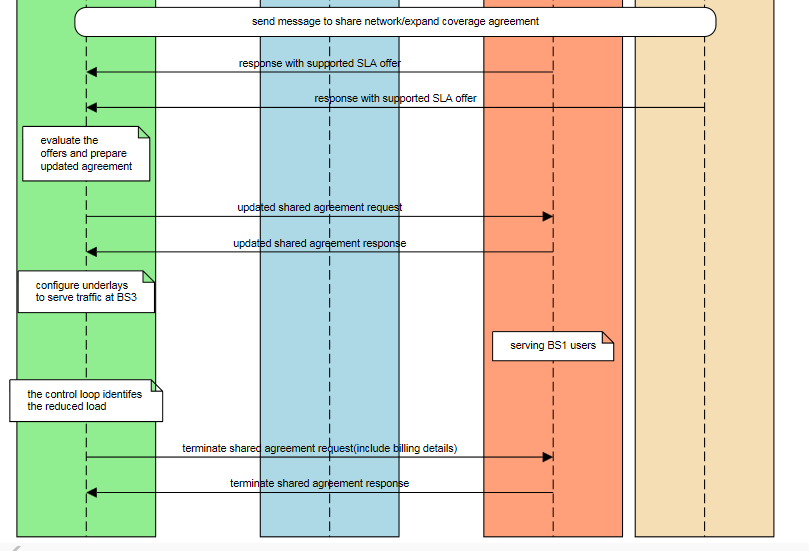 send message to share network/expand coverage agreement
response with supported SLA offer
response with supported SLA offer
evaluate the
offers and prepare
updated agreement
updated shared agreement request
updated shared agreement response
configure underlays
to serve traffic at BS3
serving BS1 users
the control loop identifes
the reduced load
terminate shared agreement request(include billing details)
terminate shared agreement response